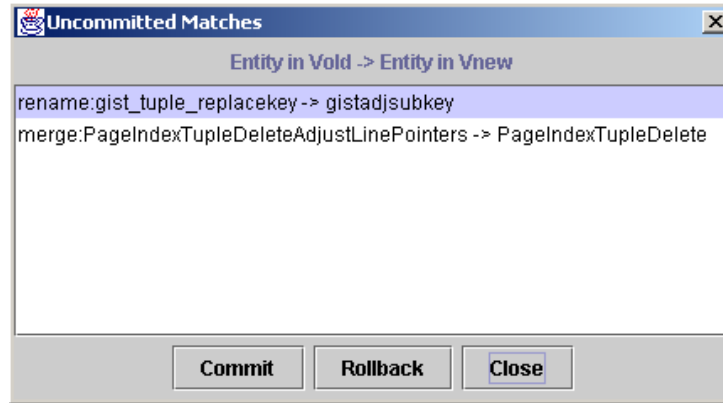 Uncommitted Matches
Entity in Vold -> Entity in Vnew
rename:gist_tuple_replacekey -> gistadjsubkey
merge:PageIndexTupleDeleteAdjustLinePointers -> PageIndexTupleDelete
Commit Rollback Close